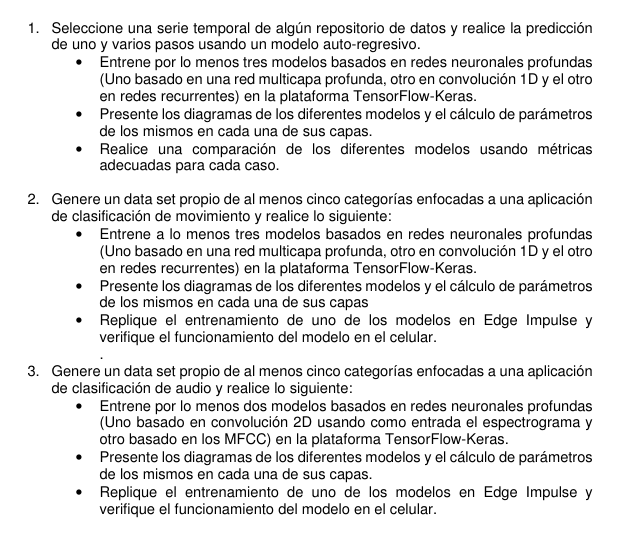 1. Seleccione una serie temporal de algún repositorio de datos y realice la predicción
de uno y varios pasos usando un modelo auto-regresivo.
• Entrene por lo menos tres modelos basados en redes neuronales profundas
(Uno basado en una red multicapa profunda, otro en convolución 1D y el otro
en redes recurrentes) en la plataforma TensorFlow-Keras.
• Presente los diagramas de los diferentes modelos y el cálculo de parámetros
de los mismos en cada una de sus capas.
• Realice una comparación de los diferentes modelos usando métricas
adecuadas para cada caso.
2. Genere un data set propio de al menos cinco categorías enfocadas a una aplicación
de clasificación de movimiento y realice lo siguiente:
• Entrene a lo menos tres modelos basados en redes neuronales profundas
(Uno basado en una red multicapa profunda, otro en convolución 1D y el otro
en redes recurrentes) en la plataforma TensorFlow-Keras.
• Presente los diagramas de los diferentes modelos y el cálculo de parámetros
de los mismos en cada una de sus capas
• Replique el entrenamiento de uno de los modelos en Edge Impulse y
verifique el funcionamiento del modelo en el celular.
.
3. Genere un data set propio de al menos cinco categorías enfocadas a una aplicación
de clasificación de audio y realice lo siguiente:
• Entrene por lo menos dos modelos basados en redes neuronales profundas
(Uno basado en convolución 2D usando como entrada el espectrograma y
otro basado en los MFCC) en la plataforma TensorFlow-Keras.
• Presente los diagramas de los diferentes modelos y el cálculo de parámetros
de los mismos en cada una de sus capas.
• Replique el entrenamiento de uno de los modelos en Edge Impulse y
verifique el funcionamiento del modelo en el celular.